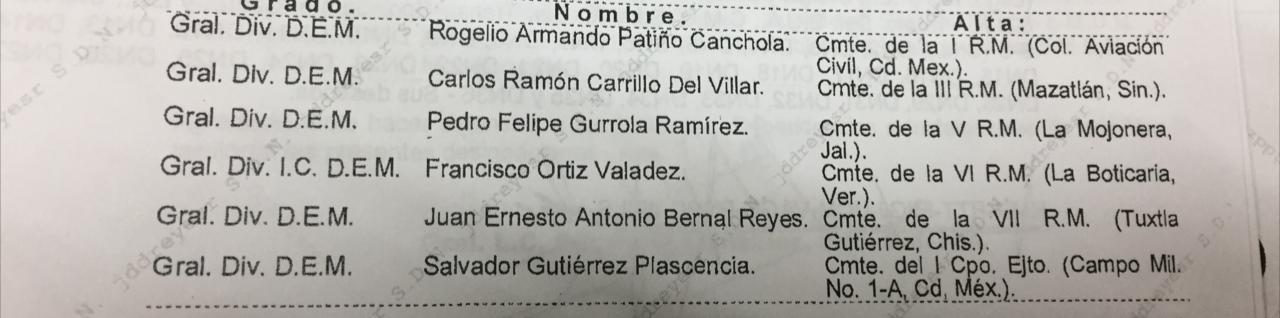 Grado. Nombre. Alta:
Gral. Div. D.E.M. Rogelio Armando Patiño Canchola. Cmte. de la I R.M. (Col. Aviación
Civil, Cd. Mex.).
Gral. Div. D.E.M. Carlos Ramón Carrillo Del Villar. Cmte. de la III R.M. (Mazatlán, Sin.).
Gral. Div. D.E.M. Pedro Felipe Gurrola Ramírez. Cmte. de la V R.M. (La Mojonera,
Jal.).
Gral. Div. I.C. D.E.M. Francisco Ortiz Valadez. Cmte. de la VI R.M. (La Boticaria,
Ver.).
Gral. Div. D.E.M. Juan Ernesto Antonio Bernal Reyes. Cmte. de la VII R.M. (Tuxtla
Gutiérrez, Chis.).
Gral. Div. D.E.M. Salvador Gutiérrez Plascencia. Cmte. del I Cpo. Ejto. (Campo Mil.
No. 1-A, Cd, Méx.).